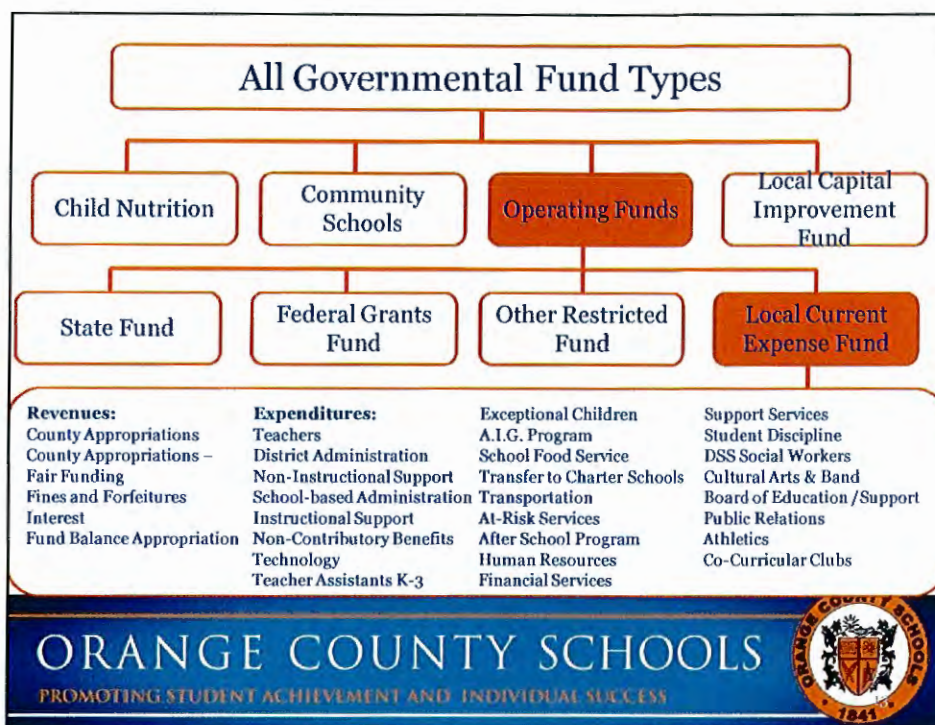 All Governmental Fund Types
Child Nutrition
Community
Schools
Operating Funds
Local Capital
Improvement
Fund
State Fund
Federal Grants
Fund
Other Restricted
Fund
Local Current
Expense Fund
Revenues:
County Appropriations
County Appropriations –
Fair Funding
Fines and Forfeitures
Interest
Fund Balance Appropriation
Expenditures:
Teachers
District Administration
Non-Instructional Support
School-based Administration
Instructional Support
Non-Contributory Benefits
Technology
Teacher Assistants K-3
Exceptional Children
A.I.G. Program
School Food Service
Transfer to Charter Schools
Transportation
At-Risk Services
After School Program
Human Resources
Financial Services
Support Services
Student Discipline
DSS Social Workers
Cultural Arts & Band
Board of Education /Support
Public Relations
Athletics
Co-Curricular Clubs
ORANGE COUNTY SCHOOLS
PROMOTING STUDENT ACHIEVEMENT AND INDIVIDUAL SUCCESS
ORANGE COUNTY SCHOOLS
1841